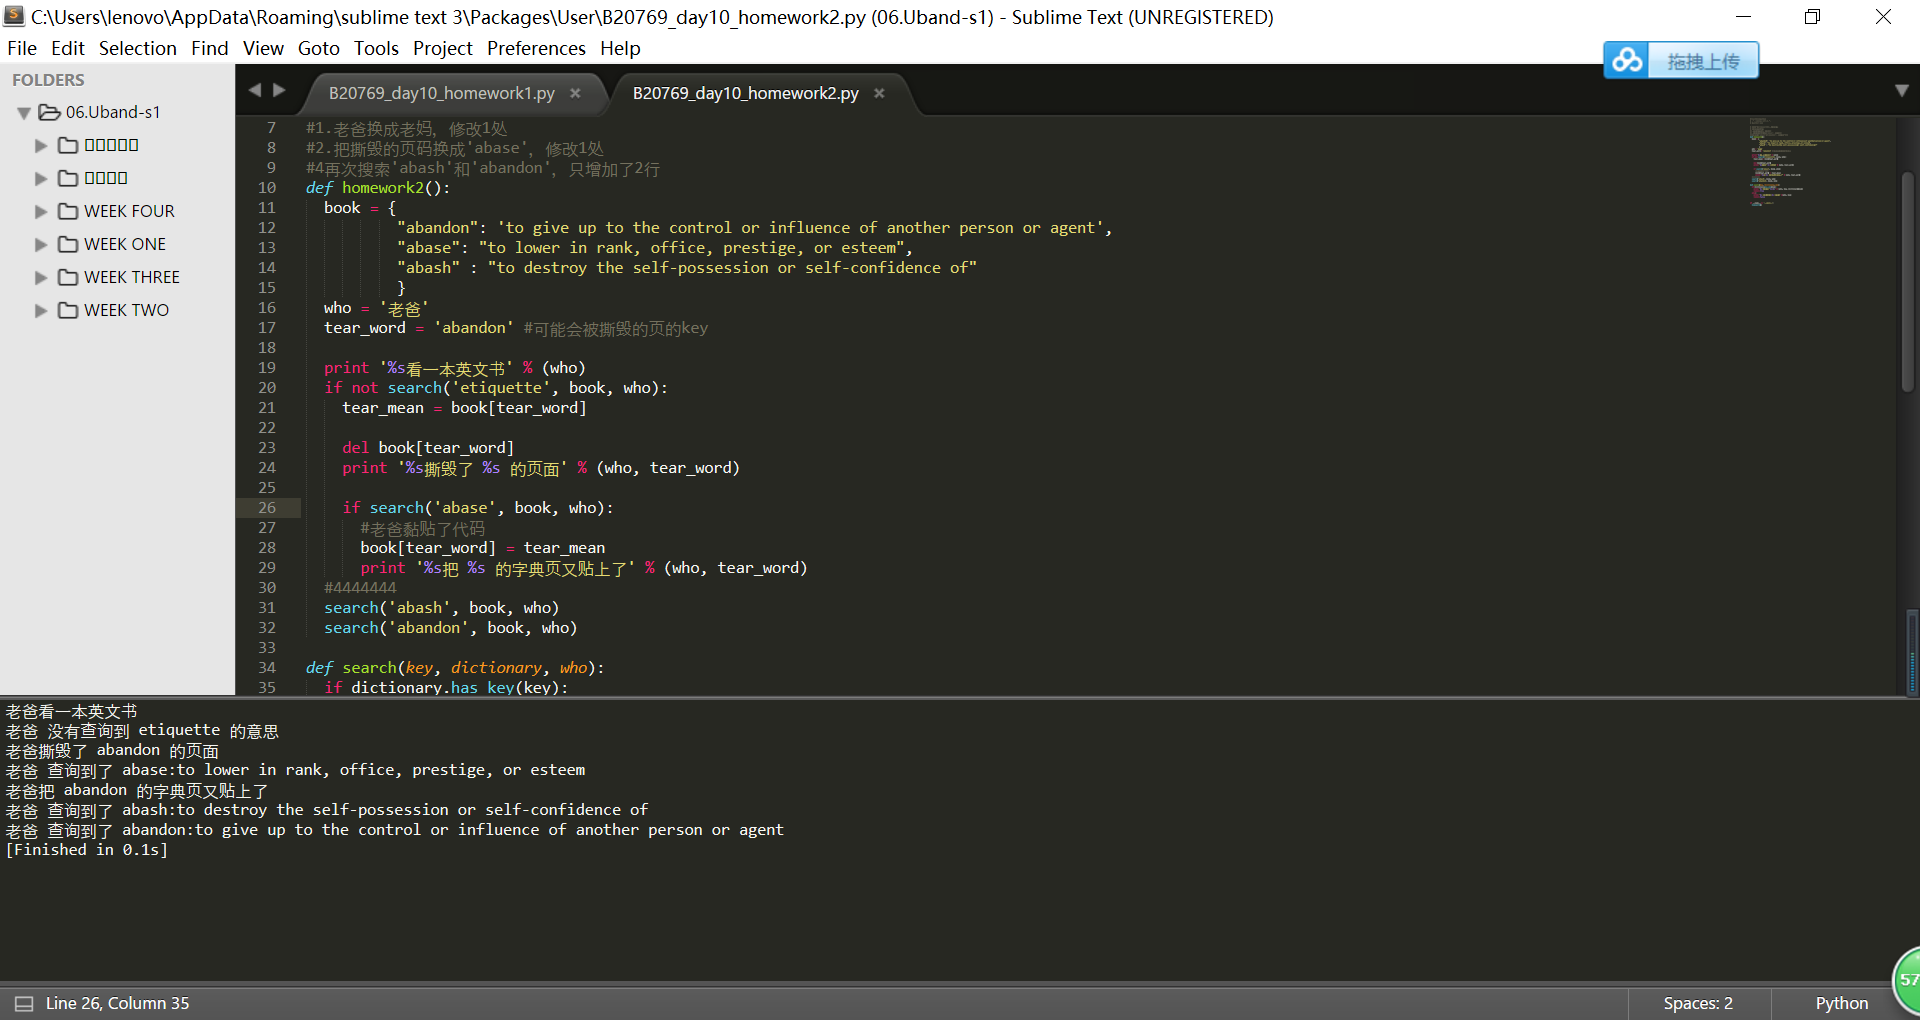 C:\Users\lenovo\AppData\Roaming\sublime text 3\Packages\User\B20769_day10_homework2.py (06.Uband-s1) - Sublime Text (UNREGISTERED)
File Edit Selection Find View Goto Tools Project Preferences Help
拖拽上传
FOLDERS
06.Uband-s1
WEEK FOUR
WEEK ONE
WEEK THREE
WEEK TWO
B20769_day10_homework1.py × B20769_day10_homework2.py ×
7 #1.老爸换成老妈，修改1处
8 #2.把撕毁的页码换成'abase'，修改1处
9 #4再次搜索'abash'和'abandon'，只增加了2行
10 def homework2():
11 book = {
12 "abandon": 'to give up to the control or influence of another person or agent',
13 "abase": "to lower in rank, office, prestige, or esteem",
14 "abash" : "to destroy the self-possession or self-confidence of"
15 }
16 who = '老爸'
17 tear_word = 'abandon' #可能会被撕毁的页的key
18
19 print '%s看一本英文书' % (who)
20 if not search('etiquette', book, who):
21 tear_mean = book[tear_word]
22
23 del book[tear_word]
24 print '%s撕毁了 %s 的页面' % (who, tear_word)
25
26 if search('abase', book, who):
27 #老爸黏贴了代码
28 book[tear_word] = tear_mean
29 print '%s把 %s 的字典页又贴上了' % (who, tear_word)
30 #4444444
31 search('abash', book, who)
32 search('abandon', book, who)
33
34 def search(key, dictionary, who):
35 if dictionary.has_key(key):
老爸看一本英文书
老爸 没有查询到 etiquette 的意思
老爸撕毁了 abandon 的页面
老爸 查询到了 abase:to lower in rank, office, prestige, or esteem
老爸把 abandon 的字典页又贴上了
老爸 查询到了 abash:to destroy the self-possession or self-confidence of
老爸 查询到了 abandon:to give up to the control or influence of another person or agent
[Finished in 0.1s]
57
Line 26, Column 35
Spaces: 2
Python